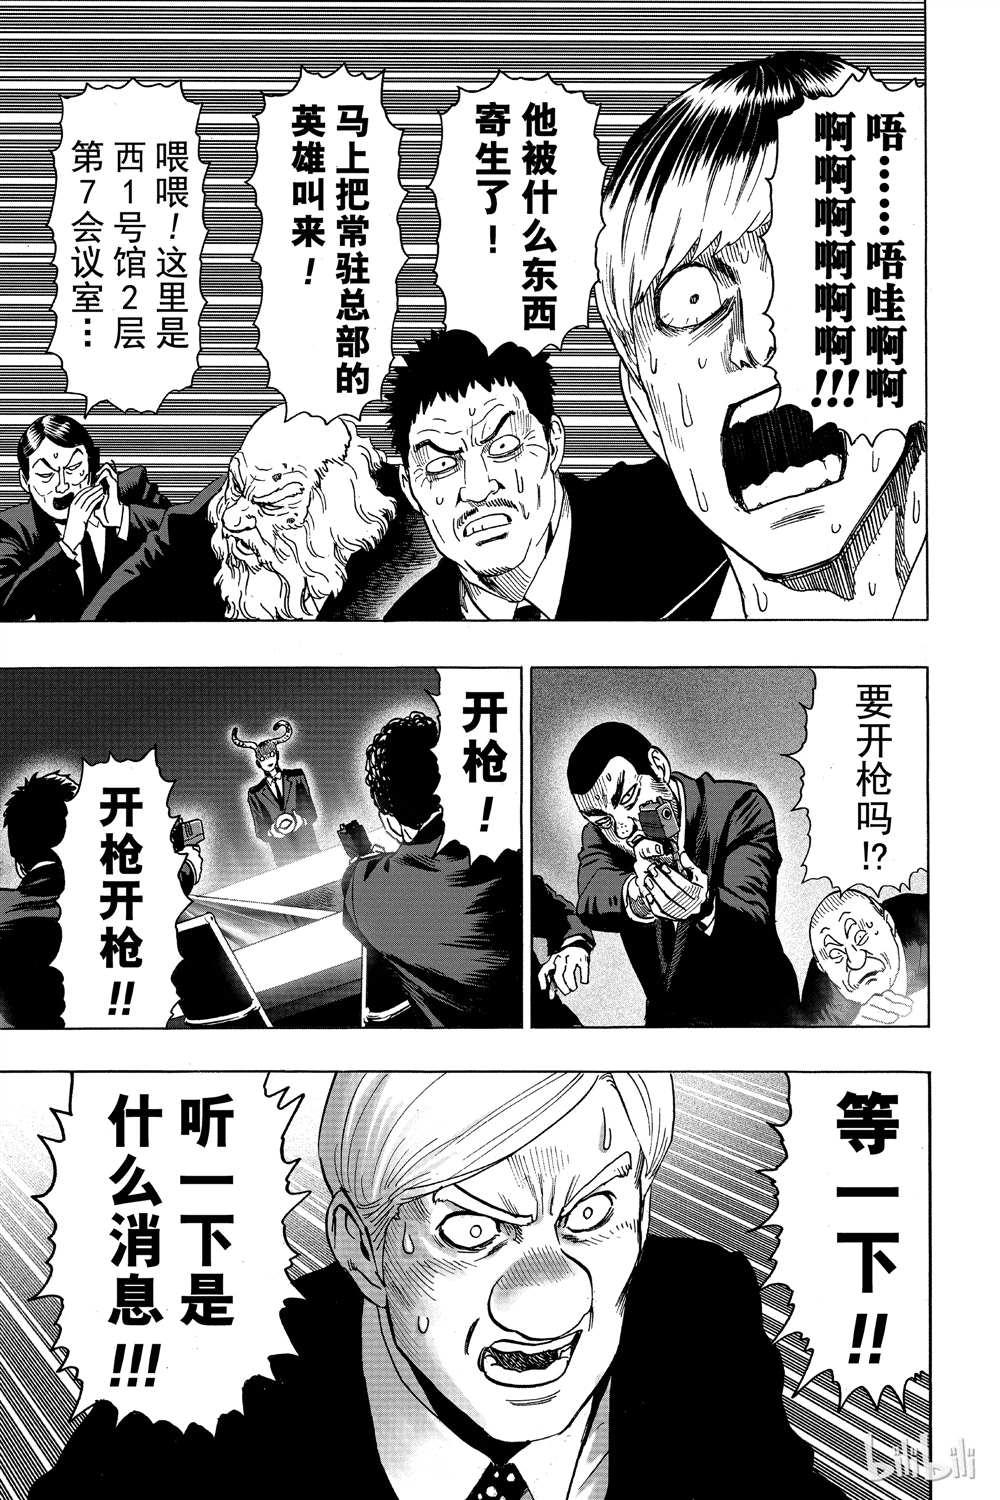 唔……唔哇啊啊
啊啊啊啊啊啊!!!
他被什么东西
寄生了！
马上把常驻总部的
英雄叫来！
喂喂！这里是
西1号馆2层
第7会议室…
要开枪吗!?
开枪！
开枪开枪!!
等一下!!
听一下是
什么消息!!!
bilibili